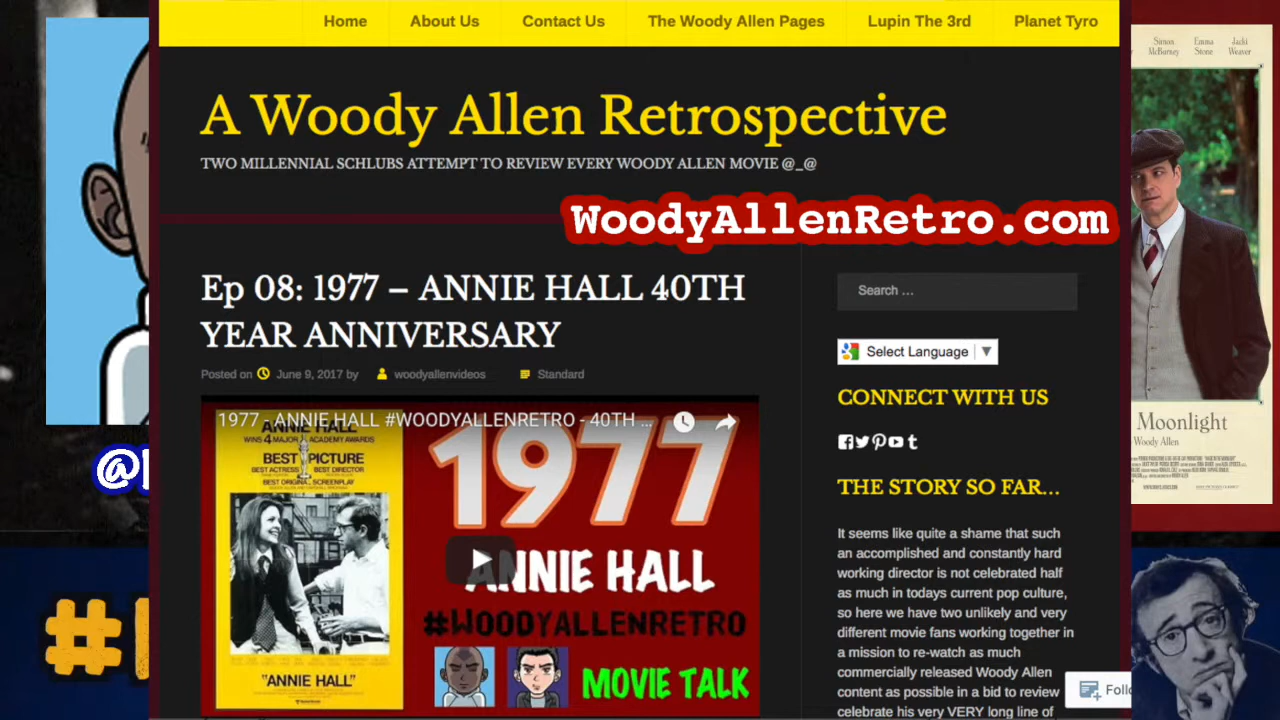 Home About Us Contact Us The Woody Allen Pages Lupin The 3rd Planet Tyro
A Woody Allen Retrospective
TWO MILLENNIAL SCHLUBS ATTEMPT TO REVIEW EVERY WOODY ALLEN MOVIE @_@
WoodyAllenRetro.com
Ep 08: 1977 – ANNIE HALL 40TH
YEAR ANNIVERSARY
Posted on June 9, 2017 by woodyallenvideos Standard
1977 - ANNIE HALL #WOODYALLENRETRO - 40TH ...
ANNIE HALL
WINS 4 MAJOR ACADEMY AWARDS
BEST PICTURE
BEST ACTRESS BEST DIRECTOR
BEST ORIGINAL SCREENPLAY
"ANNIE HALL"
1977
ANNIE HALL
#WOODYALLENRETRO
MOVIE TALK
Search ...
Select Language
CONNECT WITH US
THE STORY SO FAR...
It seems like quite a shame that such
an accomplished and constantly hard
working director is not celebrated half
as much in todays current pop culture,
so here we have two unlikely and very
different movie fans working together in
a mission to re-watch as much
commercially released Woody Allen
content as possible in a bid to review
celebrate his very VERY long line of
Follo
Simon Emma Jacki
McBurney Stone Weaver
Moonlight
Woody Allen
@
#